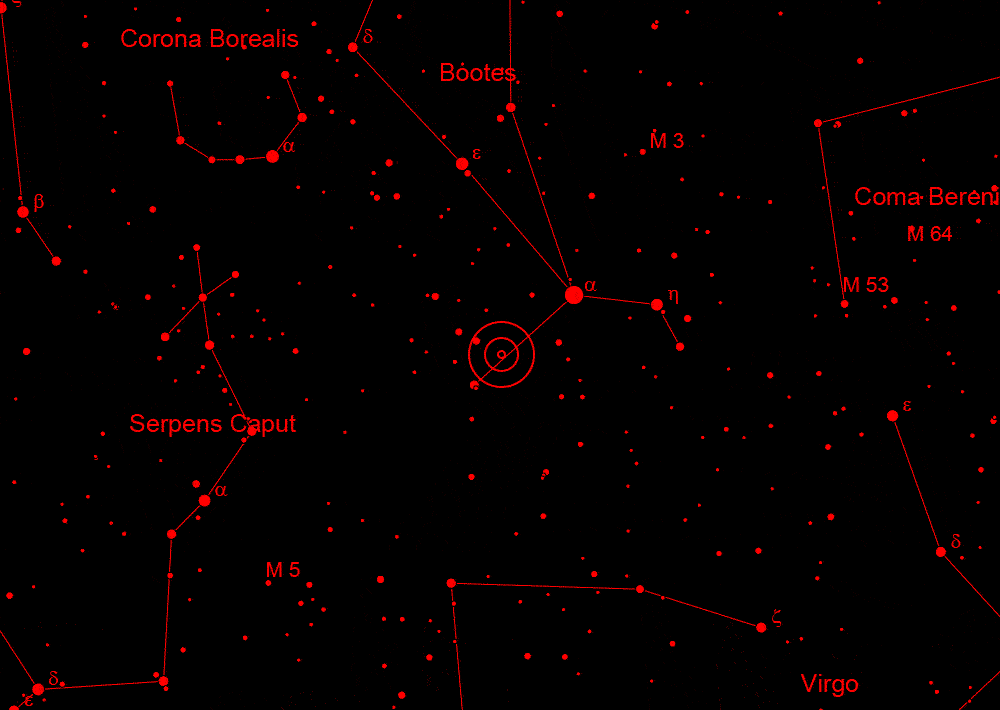 ζ
Corona Borealis
δ
Bootes
α
ε
M 3
β
Coma Bereni
M 64
α
η
M 53
Serpens Caput
ε
α
δ
M 5
ζ
δ
Virgo
ε